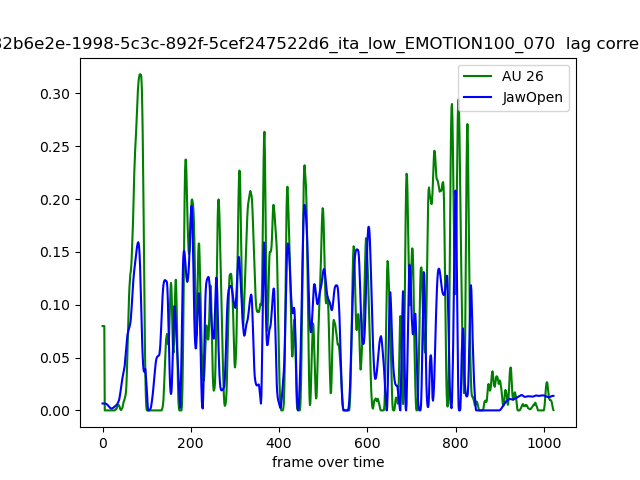 32b6e2e-1998-5c3c-892f-5cef247522d6_ita_low_EMOTION100_070  lag corre
AU 26
JawOpen
0.30
0.25
0.20
0.15
0.10
0.05
0.00
0 200 400 600 800 1000
frame over time